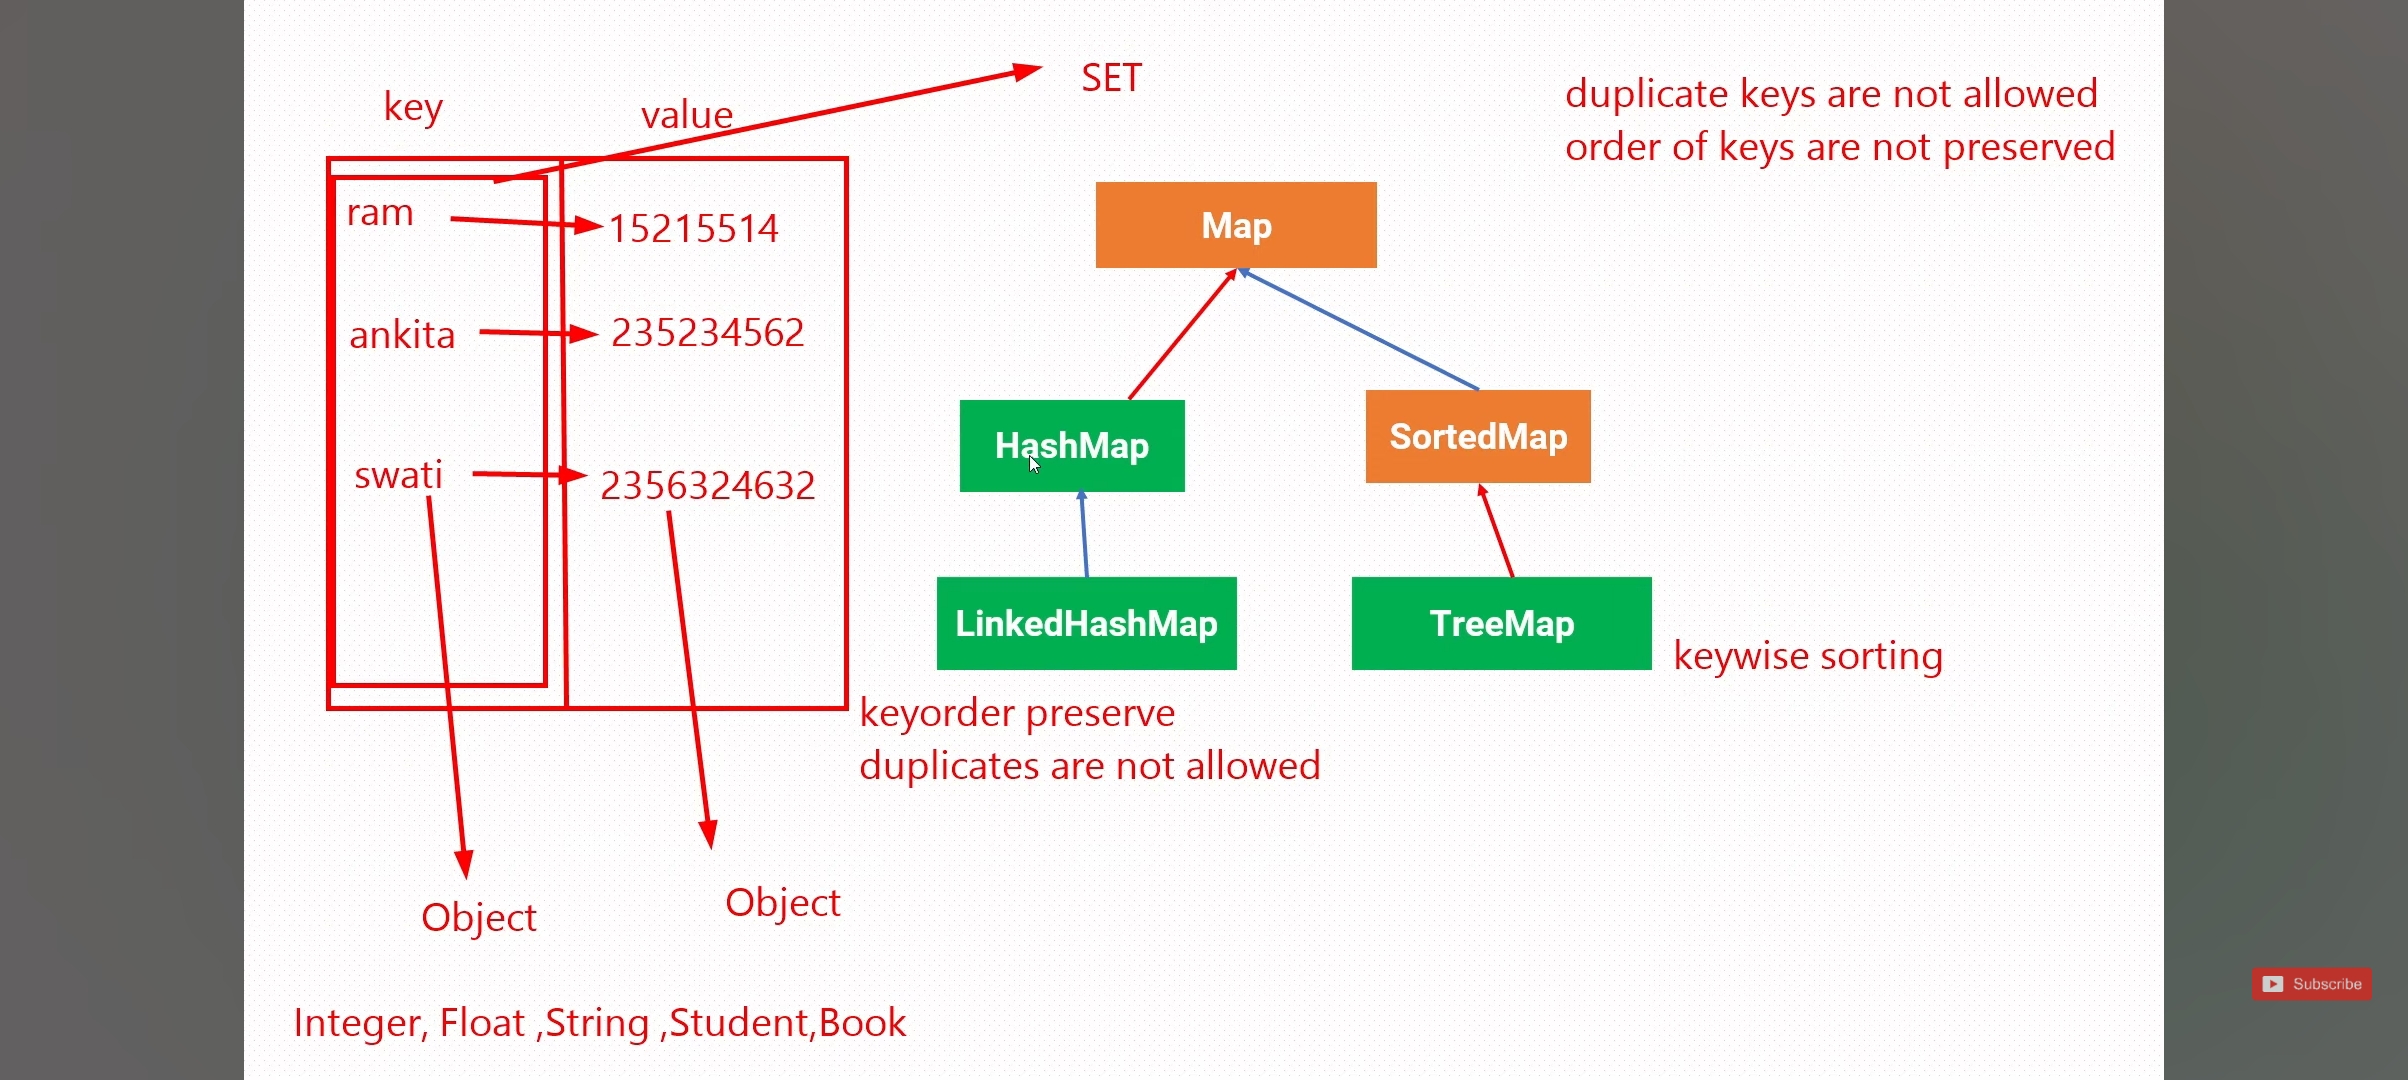 SET
key
value
duplicate keys are not allowed
order of keys are not preserved
ram
15215514
Map
ankita
235234562
HashMap
SortedMap
swati
2356324632
LinkedHashMap
TreeMap
keywise sorting
keyorder preserve
duplicates are not allowed
Object
Object
Subscribe
Integer, Float ,String ,Student,Book